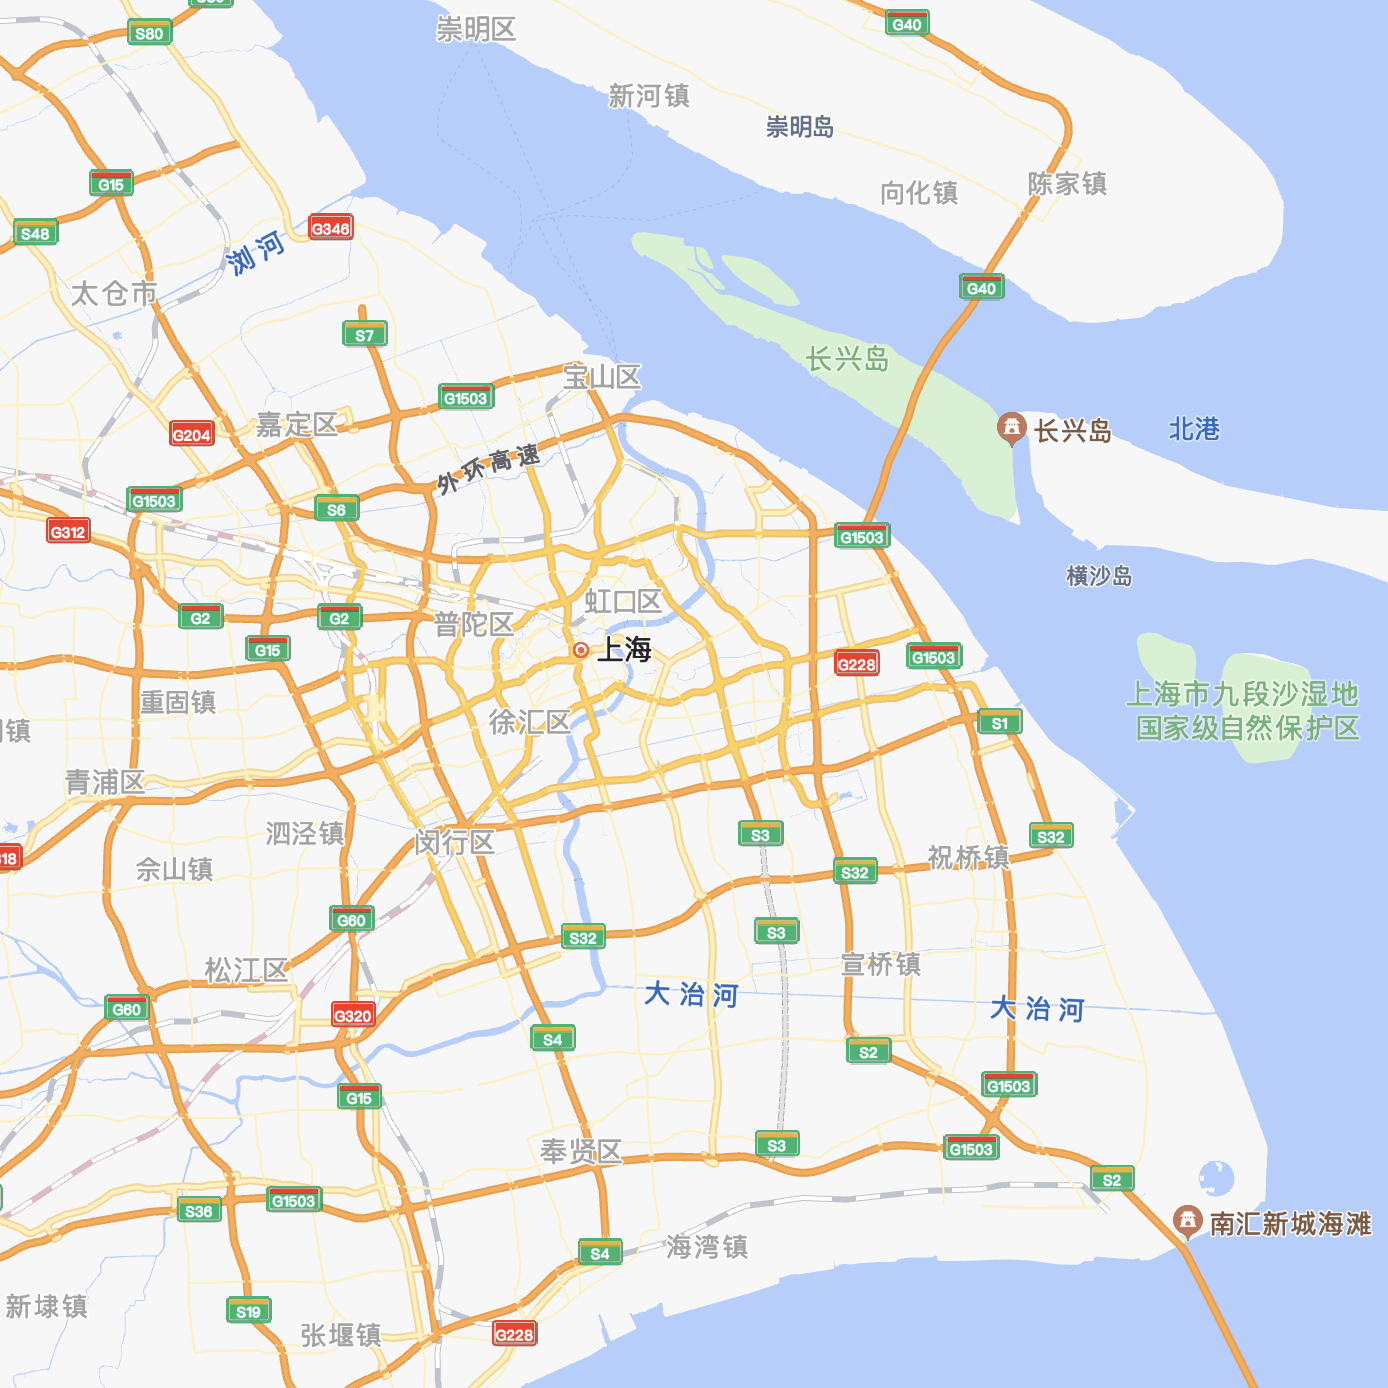 崇明区
G40
S80
新河镇
崇明岛
G15
陈家镇
向化镇
S48
G346
浏河
G40
太仓市
S7
长兴岛
宝山区
G1503
嘉定区
G204
长兴岛
北港
外环高速
G1503
S6
G312
G1503
横沙岛
虹口区
G2
G2
普陀区
G15
上海
G228
G1503
重固镇
上海市九段沙湿地
国家级自然保护区
徐汇区
S1
镇
青浦区
泗泾镇
闵行区
S3
S32
佘山镇
祝桥镇
S32
G60
S3
S32
松江区
宣桥镇
大治河
大治河
G60
G320
S4
S2
G15
G1503
奉贤区
S3
G1503
S2
S36
G1503
南汇新城海滩
S4
海湾镇
新埭镇
S19
张堰镇
G228